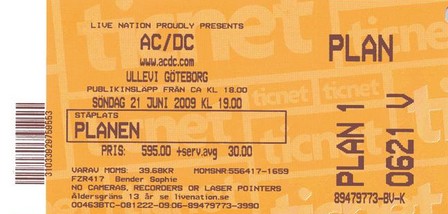 LIVE NATION PROUDLY PRESENTS
AC/DC
www.acdc.com
ULLEVI GÖTEBORG
PUBLIKINSLAPP FRÅN CA KL 18.00
SÖNDAG 21 JUNI 2009 KL 19.00
STÅPLATS
PLANEN
PRIS: 595.00 +serv.avg 30.00
VARAV MOMS: 39.68KR MOMSNR:556417-1659
FZR417 Bender Sophie
NO CAMERAS, RECORDERS OR LASER POINTERS
Åldersgräns 13 år se livenation.se
004638TC-081222-09:06-89479773-3990
ticnet
PLAN
PLAN 1
0621 V
89479773-BV-K